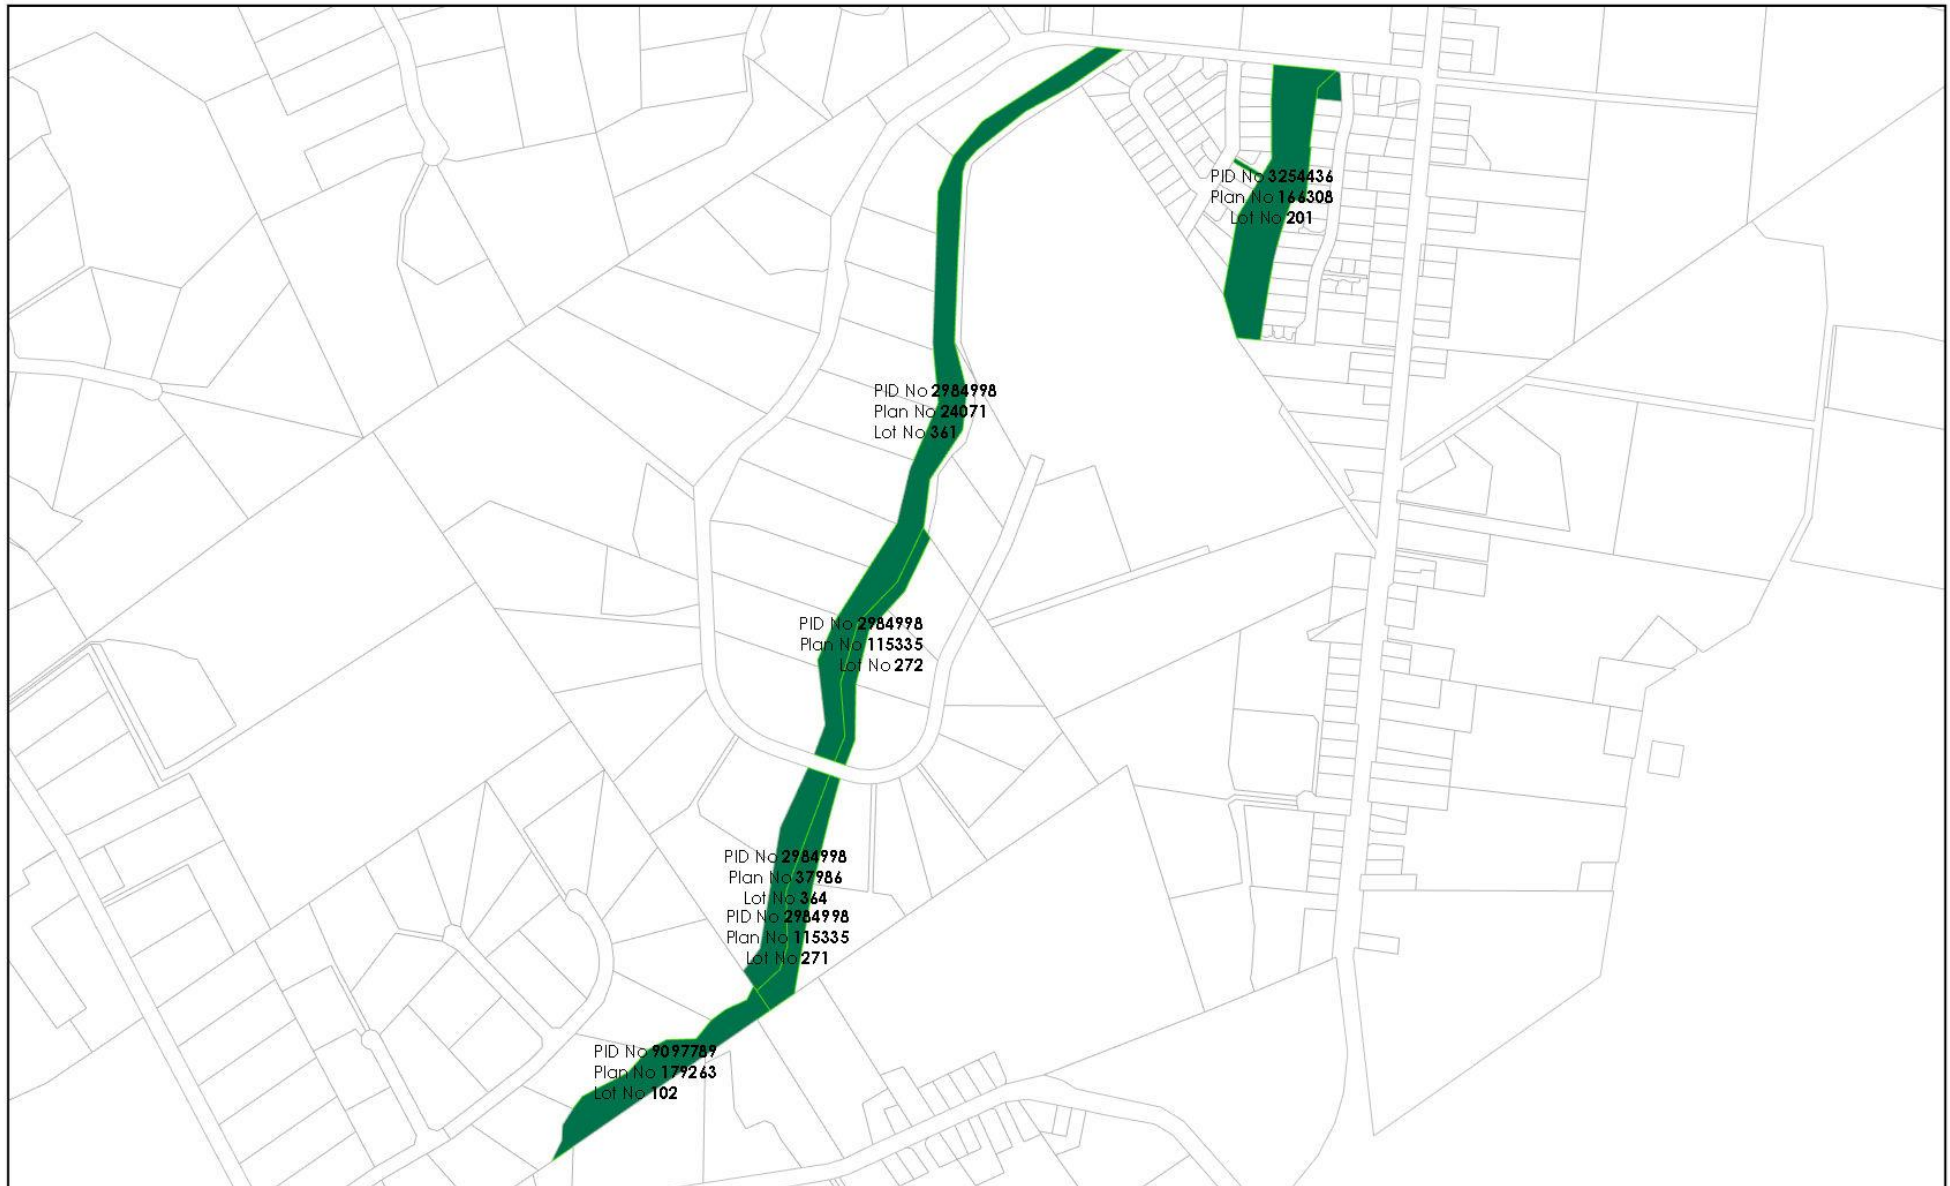 PID No 3254436
Plan No 166308
Lot No 201
PID No 2984998
Plan No 24071
Lot No 361
PID No 2984998
Plan No 115335
Lot No 272
PID No 2984998
Plan No 37986
Lot No 364
PID No 2984998
Plan No 115335
Lot No 271
PID No 9097789
Plan No 179263
Lot No 102